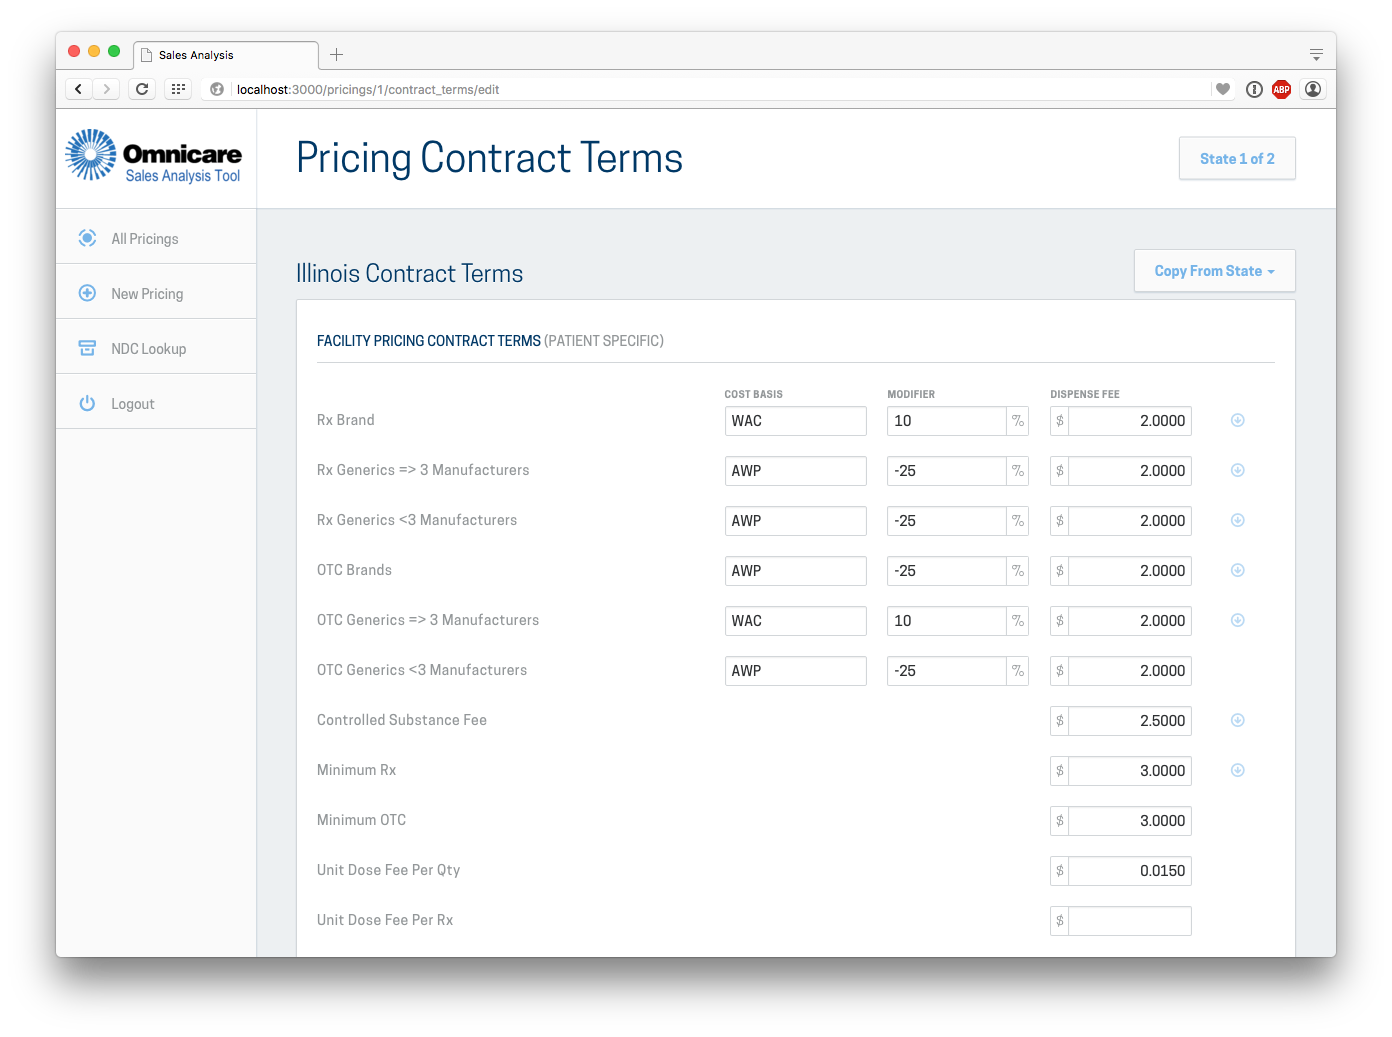 Sales Analysis
localhost:3000/pricings/1/contract_terms/edit
ABP
Omnicare
Sales Analysis Tool
Pricing Contract Terms
State 1 of 2
All Pricings
New Pricing
NDC Lookup
Logout
Illinois Contract Terms
Copy From State
FACILITY PRICING CONTRACT TERMS (PATIENT SPECIFIC)
COST BASIS MODIFIER DISPENSE FEE
Rx Brand WAC 10 % $ 2.0000
Rx Generics => 3 Manufacturers AWP -25 % $ 2.0000
Rx Generics <3 Manufacturers AWP -25 % $ 2.0000
OTC Brands AWP -25 % $ 2.0000
OTC Generics => 3 Manufacturers WAC 10 % $ 2.0000
OTC Generics <3 Manufacturers AWP -25 % $ 2.0000
Controlled Substance Fee $ 2.5000
Minimum Rx $ 3.0000
Minimum OTC $ 3.0000
Unit Dose Fee Per Qty $ 0.0150
Unit Dose Fee Per Rx $